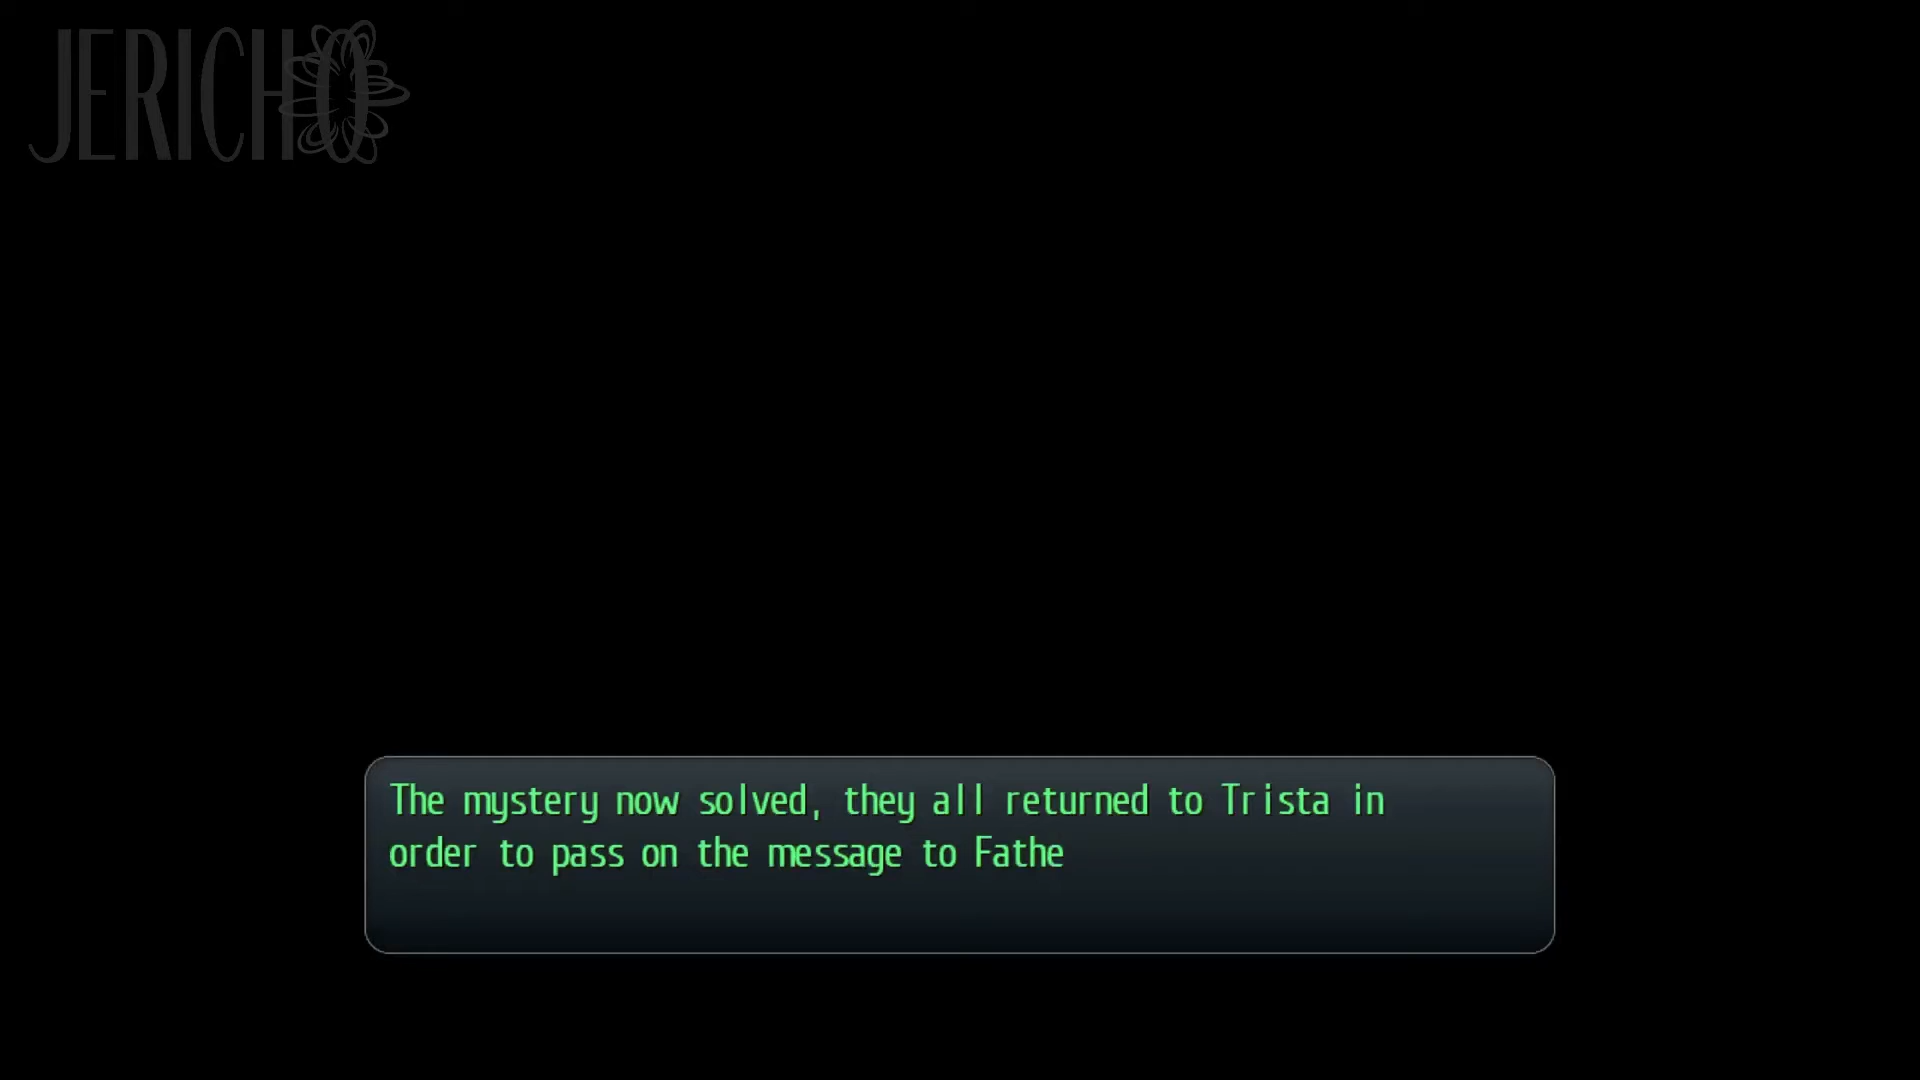 JERICHO
The mystery now solved, they all returned to Trista in
order to pass on the message to Fathe